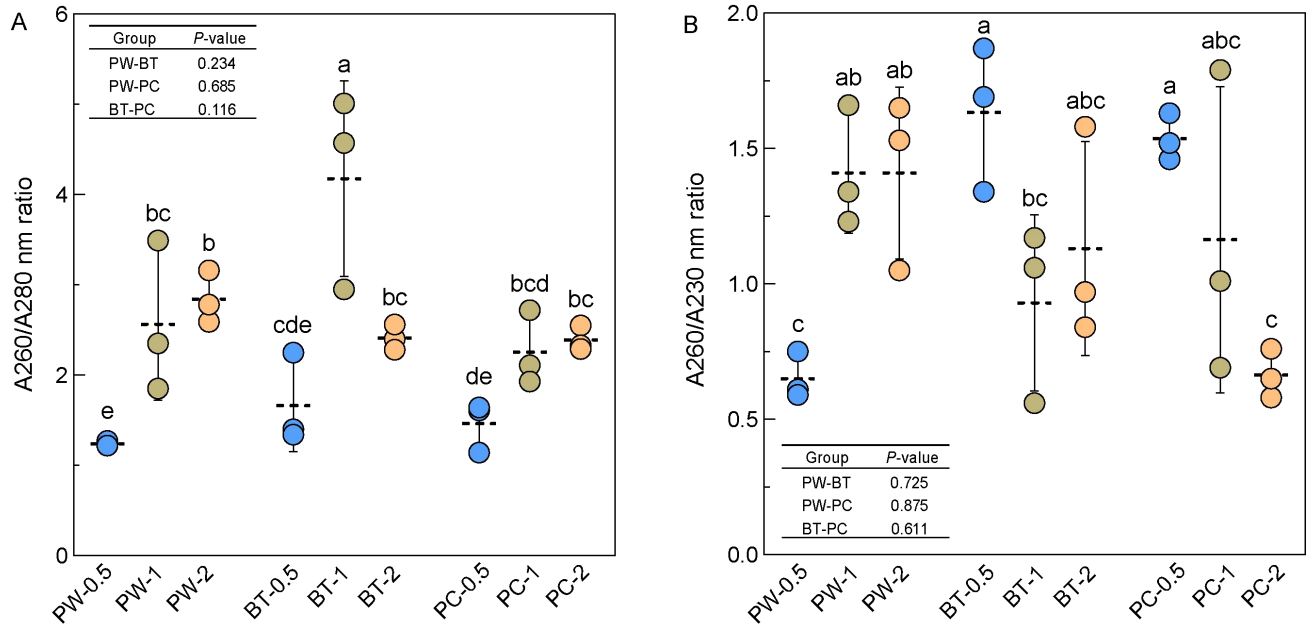 A
A260/A280 nm ratio
6
4
2
0
Group P-value
PW-BT 0.234
PW-PC 0.685
BT-PC 0.116
e
bc
b
cde
a
bc
de
bcd
bc
PW-0.5
PW-1
PW-2
BT-0.5
BT-1
BT-2
PC-0.5
PC-1
PC-2
B
A260/A230 nm ratio
2.0
1.5
1.0
0.5
0.0
c
ab
ab
a
bc
abc
a
abc
c
Group P-value
PW-BT 0.725
PW-PC 0.875
BT-PC 0.611
PW-0.5
PW-1
PW-2
BT-0.5
BT-1
BT-2
PC-0.5
PC-1
PC-2